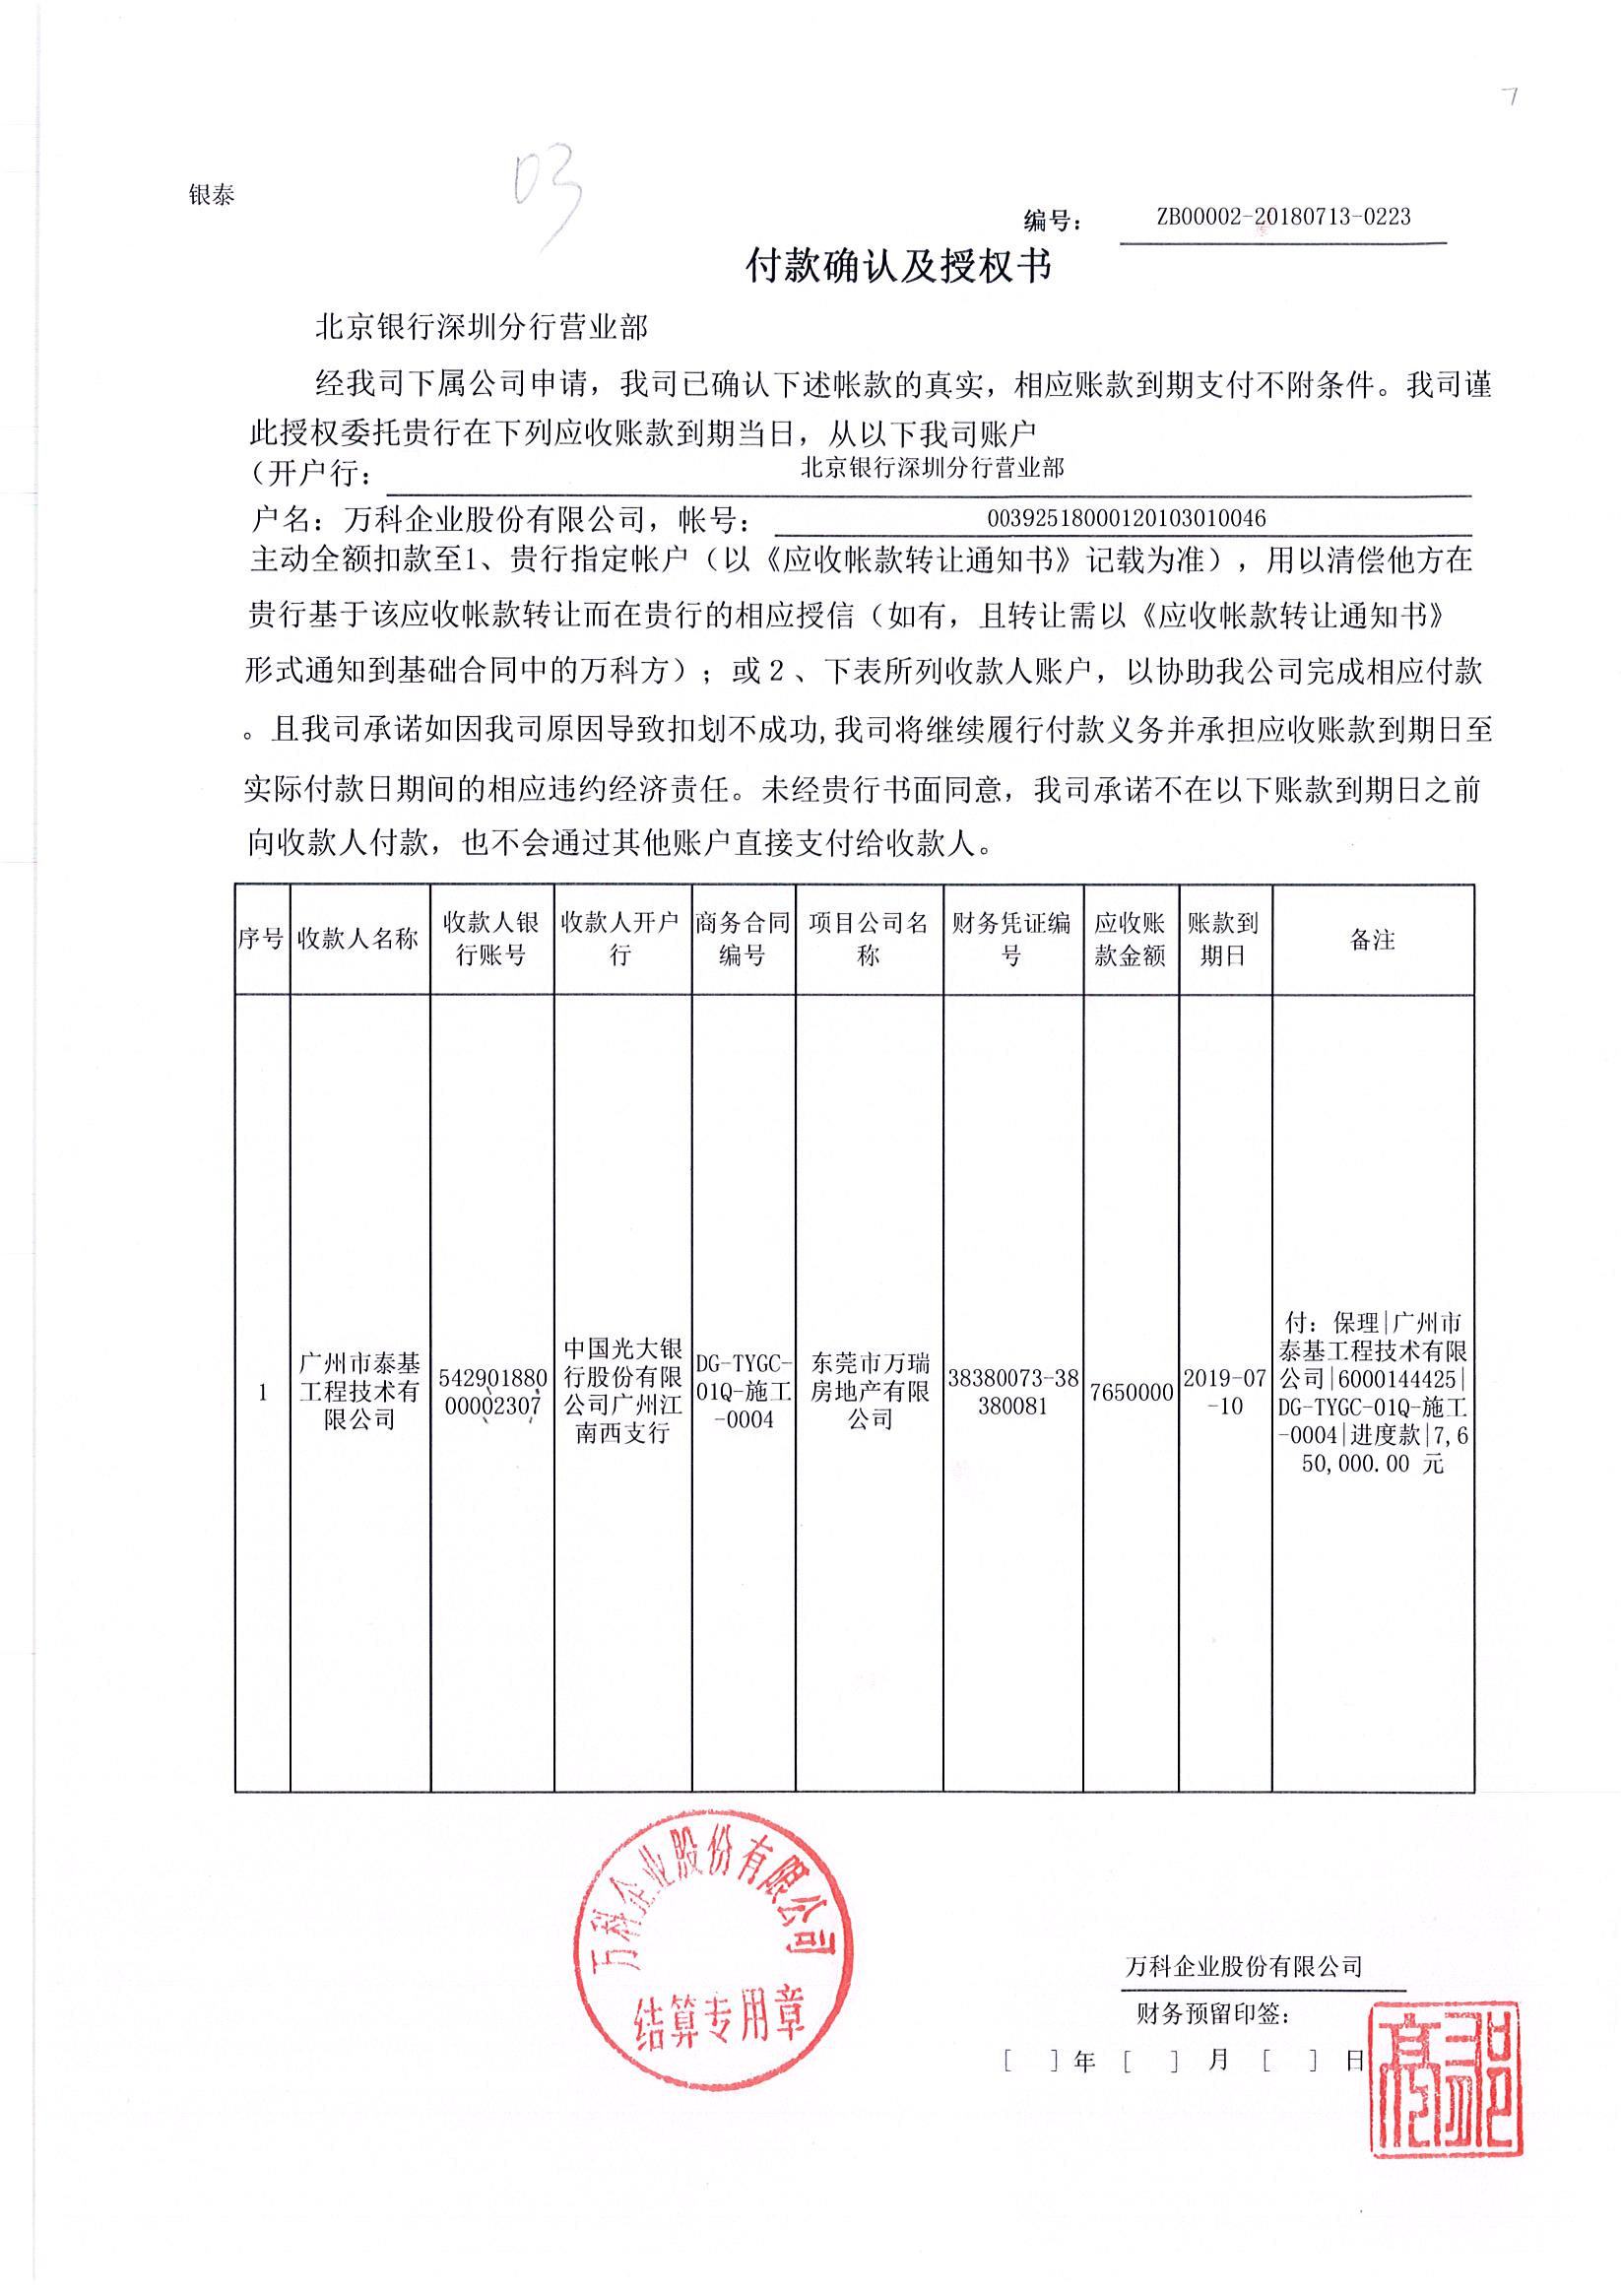 7
03
银泰
编号： ZB00002-20180713-0223
付款确认及授权书
北京银行深圳分行营业部
经我司下属公司申请，我司已确认下述帐款的真实，相应账款到期支付不附条件。我司谨
此授权委托贵行在下列应收账款到期当日，从以下我司账户
（开户行： 北京银行深圳分行营业部
户名：万科企业股份有限公司，帐号： 00392518000120103010046
主动全额扣款至1、贵行指定帐户（以《应收帐款转让通知书》记载为准），用以清偿他方在
贵行基于该应收帐款转让而在贵行的相应授信（如有，且转让需以《应收帐款转让通知书》
形式通知到基础合同中的万科方）；或２、下表所列收款人账户，以协助我公司完成相应付款
。且我司承诺如因我司原因导致扣划不成功,我司将继续履行付款义务并承担应收账款到期日至
实际付款日期间的相应违约经济责任。未经贵行书面同意，我司承诺不在以下账款到期日之前
向收款人付款，也不会通过其他账户直接支付给收款人。
序号
收款人名称
收款人银
行账号
收款人开户
行
商务合同
编号
项目公司名
称
财务凭证编
号
应收账
款金额
账款到
期日
备注
1
广州市泰基
工程技术有
限公司
542901880
00002307
中国光大银
行股份有限
公司广州江
南西支行
DG-TYGC-
01Q-施工
-0004
东莞市万瑞
房地产有限
公司
38380073-38
380081
7650000
2019-07
-10
付：保理|广州市
泰基工程技术有限
公司|6000144425|
DG-TYGC-01Q-施工
-0004|进度款|7,6
50,000.00 元
万科企业股份有限公司
结算专用章
万科企业股份有限公司
财务预留印签：
[ ]年 [ ] 月 [ ] 日